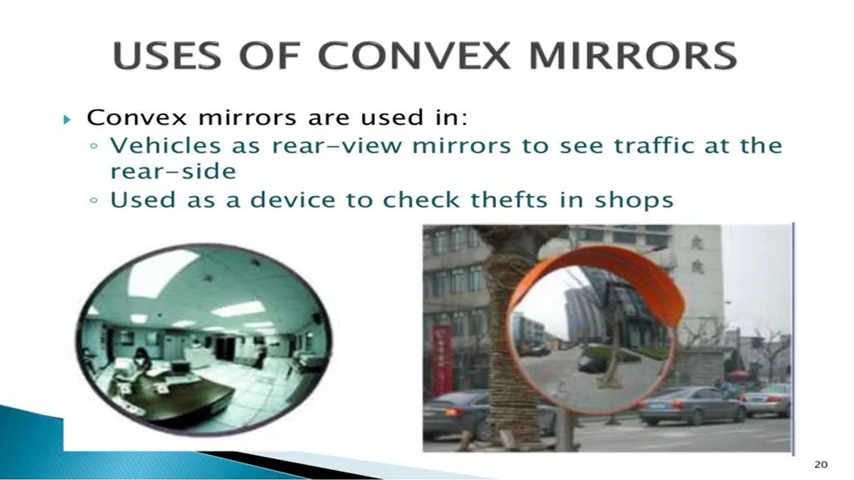 USES OF CONVEX MIRRORS
Convex mirrors are used in:
Vehicles as rear-view mirrors to see traffic at the
rear-side
Used as a device to check thefts in shops
20